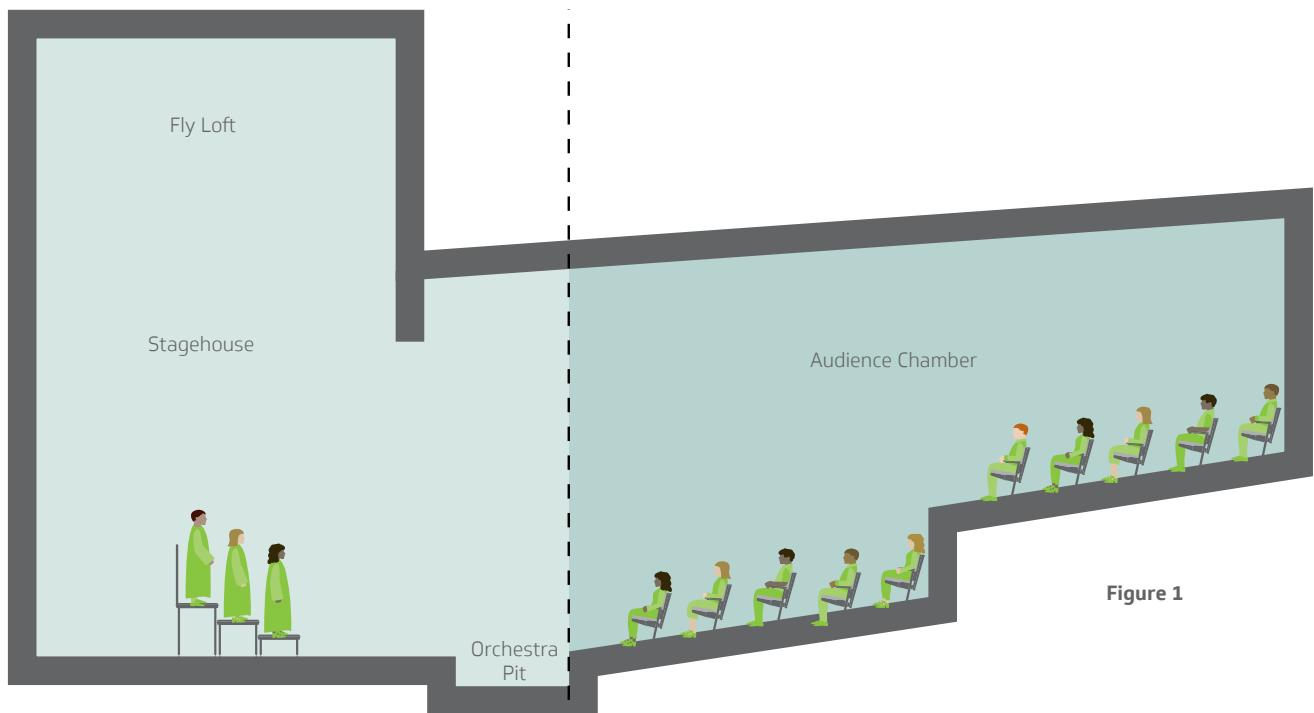 Fly Loft
Stagehouse
Audience Chamber
Orchestra
Pit
Figure 1